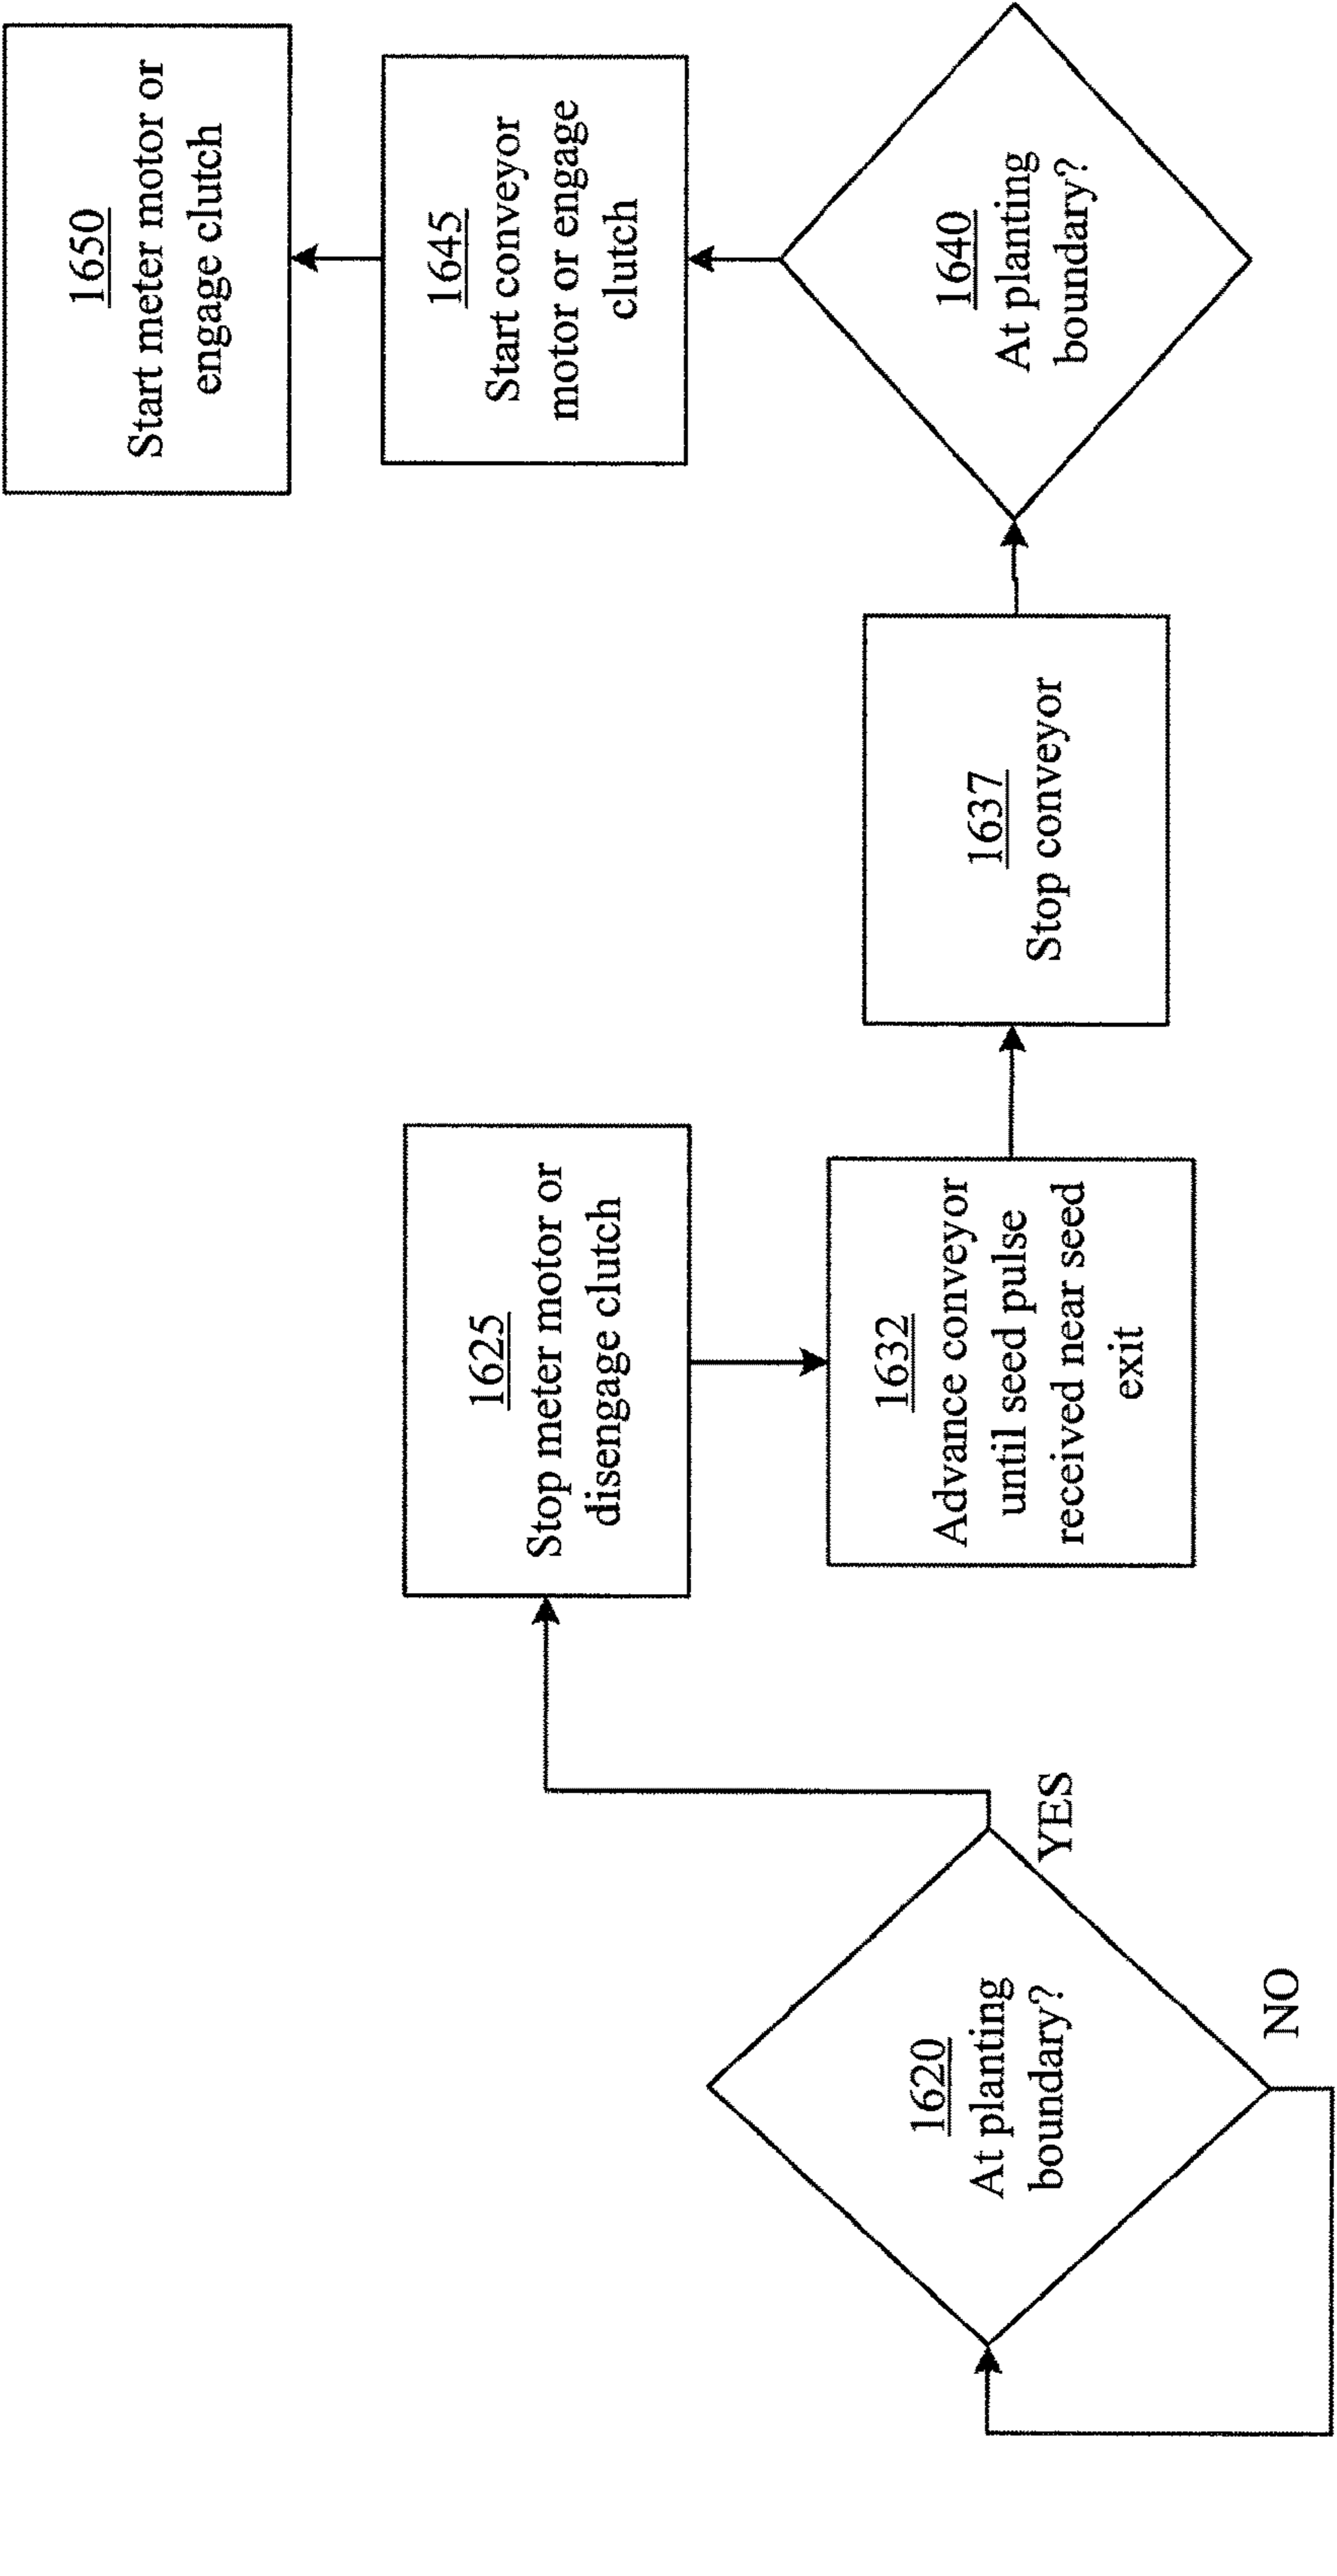 1620
At planting
boundary?
YES
NO
1625
Stop meter motor or
disengage clutch
1632
Advance conveyor
until seed pulse
received near seed
exit
1637
Stop conveyor
1640
At planting
boundary?
1645
Start conveyor
motor or engage
clutch
1650
Start meter motor or
engage clutch